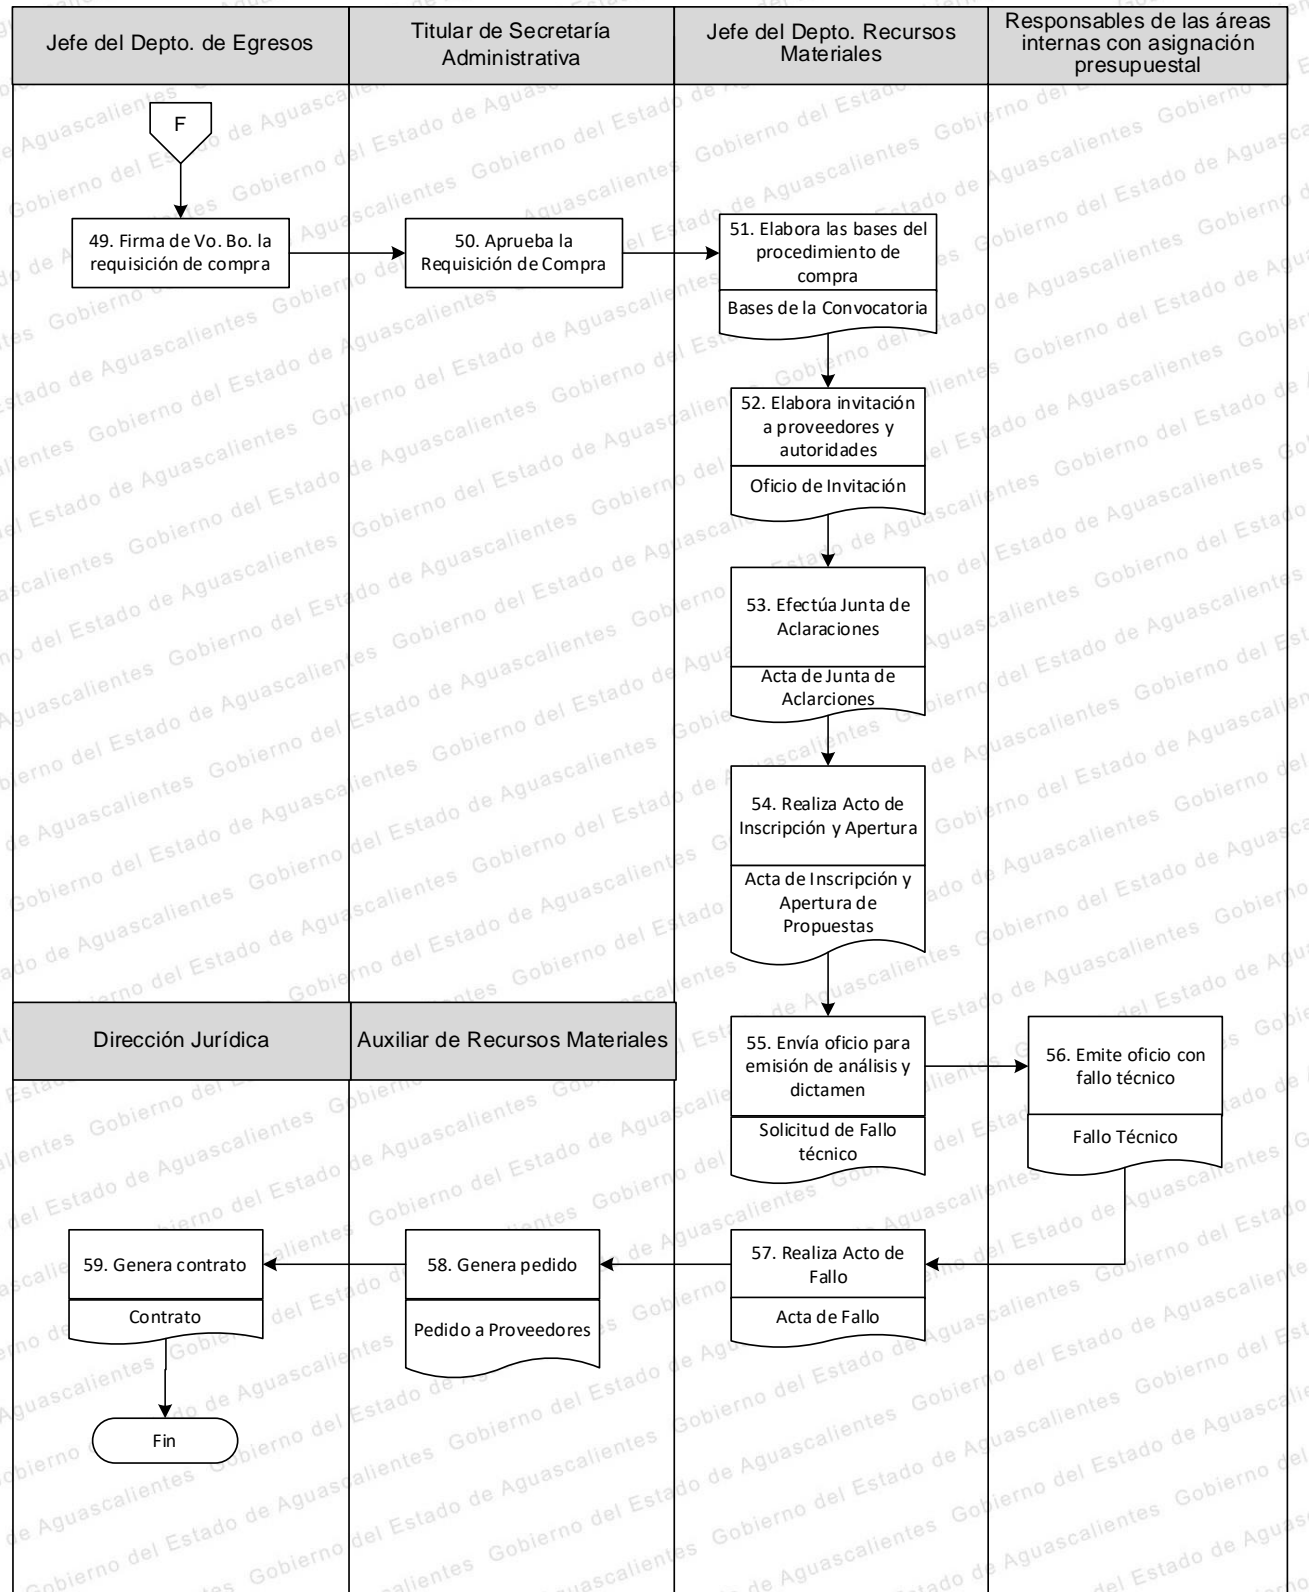 Jefe del Depto. de Egresos
Titular de Secretaría
Administrativa
Jefe del Depto. Recursos
Materiales
Responsables de las áreas
internas con asignación
presupuestal
F
49. Firma de Vo. Bo. la
requisición de compra
50. Aprueba la
Requisición de Compra
51. Elabora las bases del
procedimiento de
compra
Bases de la Convocatoria
52. Elabora invitación
a proveedores y
autoridades
Oficio de Invitación
53. Efectúa Junta de
Aclaraciones
Acta de Junta de
Aclarciones
54. Realiza Acto de
Inscripción y Apertura
Acta de Inscripción y
Apertura de
Propuestas
Dirección Jurídica
Auxiliar de Recursos Materiales
55. Envía oficio para
emisión de análisis y
dictamen
Solicitud de Fallo
técnico
56. Emite oficio con
fallo técnico
Fallo Técnico
57. Realiza Acto de
Fallo
Acta de Fallo
58. Genera pedido
Pedido a Proveedores
59. Genera contrato
Contrato
Fin
Gobierno del Estado de Aguascalientes